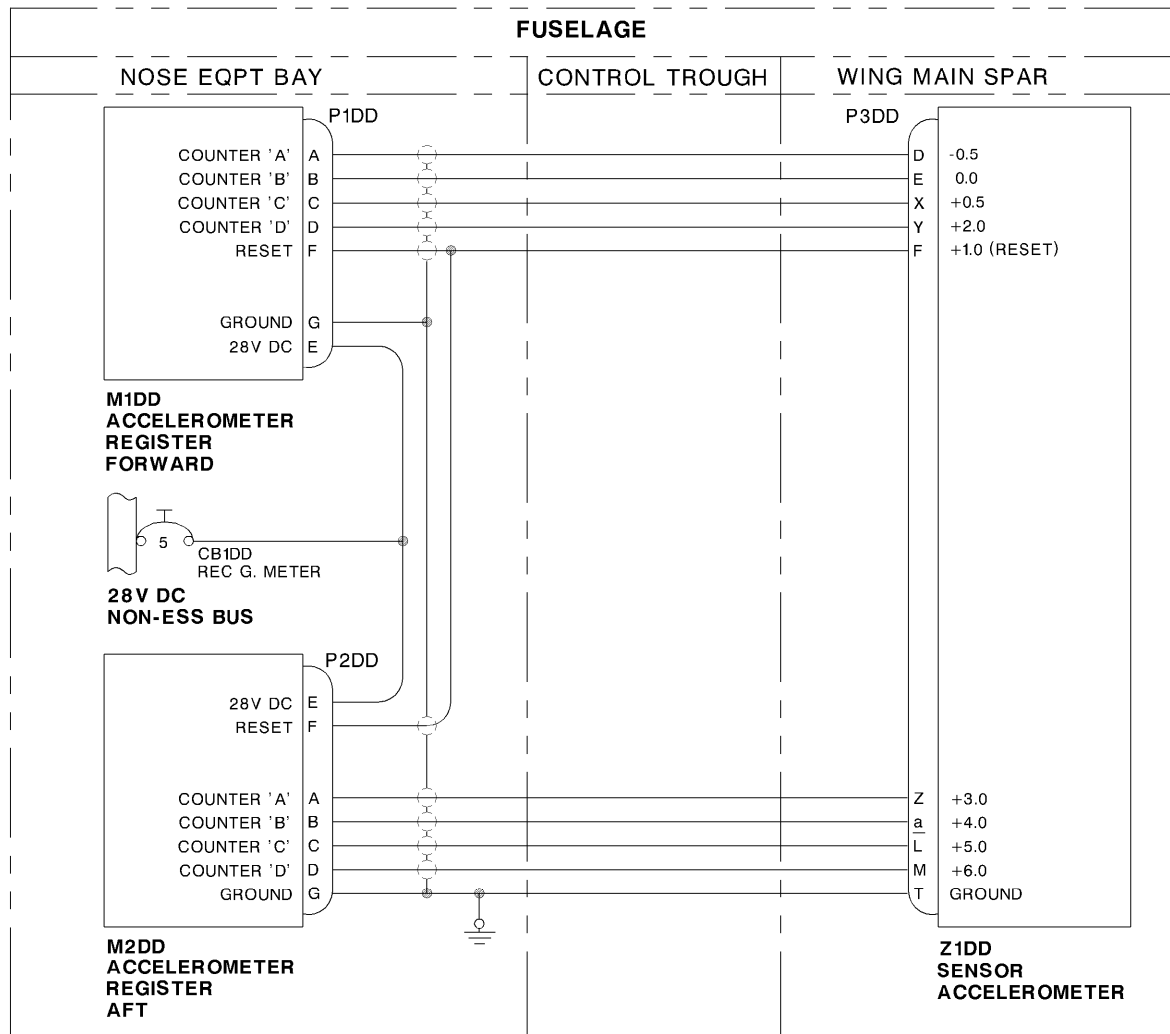 FUSELAGE
NOSE EQPT BAY
CONTROL TROUGH
WING MAIN SPAR
P1DD
COUNTER 'A' A
COUNTER 'B' B
COUNTER 'C' C
COUNTER 'D' D
RESET F
GROUND G
28V DC E
M1DD
ACCELEROMETER
REGISTER
FORWARD
5
CB1DD
REC G. METER
28V DC
NON-ESS BUS
P2DD
28V DC E
RESET F
COUNTER 'A' A
COUNTER 'B' B
COUNTER 'C' C
COUNTER 'D' D
GROUND G
M2DD
ACCELEROMETER
REGISTER
AFT
P3DD
D -0.5
E 0.0
X +0.5
Y +2.0
F +1.0 (RESET)
Z +3.0
a +4.0
L +5.0
M +6.0
T GROUND
Z1DD
SENSOR
ACCELEROMETER